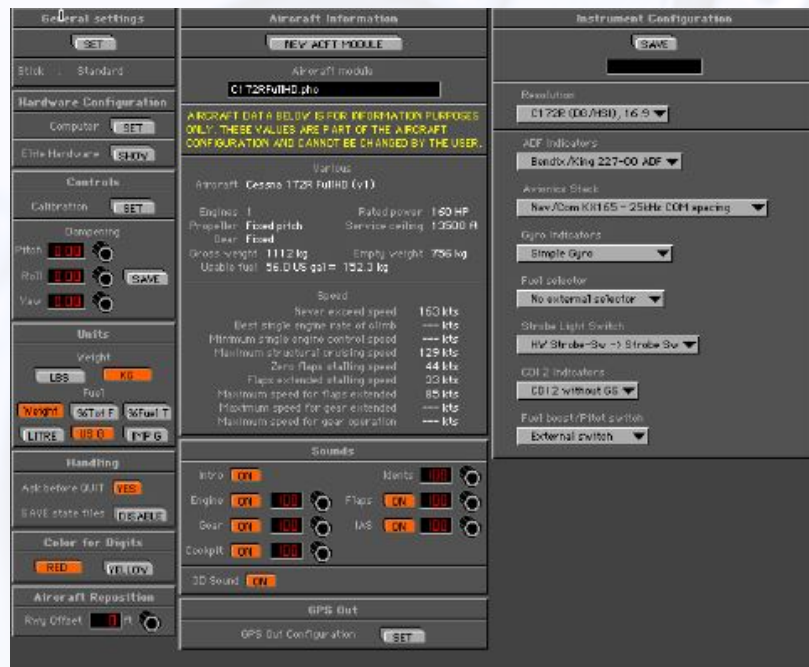 General settings
SET
Stick : Standard
Hardware Configuration
Computer SET
Elite Hardware SHOW
Controls
Calibration SET
Dampening
Pitch 0.00
Roll 0.00 SAVE
Yaw 0.00
Units
Weight
LBS KG
Fuel
Weight %Tot F %Fuel T
LITRE US G IMP G
Handling
Ask before QUIT YES
SAVE state files DISABLE
Color for Digits
RED YELLOW
Aircraft Reposition
Rwy Offset 0 ft
Aircraft Information
NEW ACFT MODULE
Aircraft module
C172RFullHD.pho
AIRCRAFT DATA BELOW IS FOR INFORMATION PURPOSES
ONLY. THESE VALUES ARE PART OF THE AIRCRAFT
CONFIGURATION AND CANNOT BE CHANGED BY THE USER.
Various
Aircraft Cessna 172R FullHD (v1)
Engines 1 Rated power 160 HP
Propeller Fixed pitch Service ceiling 13500 ft
Gear Fixed
Gross weight 1112 kg Empty weight 756 kg
Usable fuel 56.0 US gal = 152.3 kg
Speed
Never exceed speed 163 kts
Best single engine rate of climb --- kts
Minimum single engine control speed --- kts
Maximum structural cruising speed 129 kts
Zero flaps stalling speed 44 kts
Flaps extended stalling speed 33 kts
Maximum speed for flaps extended 85 kts
Maximum speed for gear extended --- kts
Maximum speed for gear operation --- kts
Sounds
Intro ON Idents 100
Engine ON 100 Flaps ON 100
Gear ON 100 IAS ON 100
Cockpit ON 100
3D Sound ON
GPS Out
GPS Out Configuration SET
Instrument Configuration
SAVE
Resolution
C172R (DG/HSI), 16:9
ADF Indicators
Bendix/King 227-00 ADF
Avionics Stack
Nav/Com KX165 - 25kHz COM spacing
Gyro Indicators
Simple Gyro
Fuel selector
No external selector
Strobe Light Switch
HW Strobe-Sw -> Strobe Sw
CDI 2 Indicators
CDI 2 without GS
Fuel boost/Pitot switch
External switch